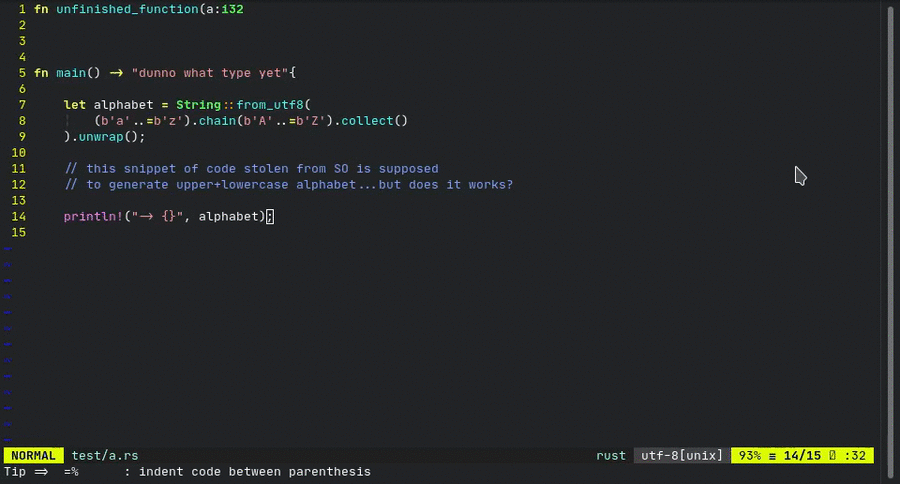 1 fn unfinished_function(a:i32
2
3
4
5 fn main() -> "dunno what type yet"{
6
7     let alphabet = String::from_utf8(
8         (b'a'..=b'z').chain(b'A'..=b'Z').collect()
9     ).unwrap();
10
11     // this snippet of code stolen from SO is supposed
12     // to generate upper+lowercase alphabet...but does it works?
13
14     println!("-> {}", alphabet);
15
~
~
~
~
~
~
~
~
~
~
~
~
~
NORMAL test/a.rs rust utf-8[unix] 93% ≡ 14/15 :32
Tip => =%      : indent code between parenthesis